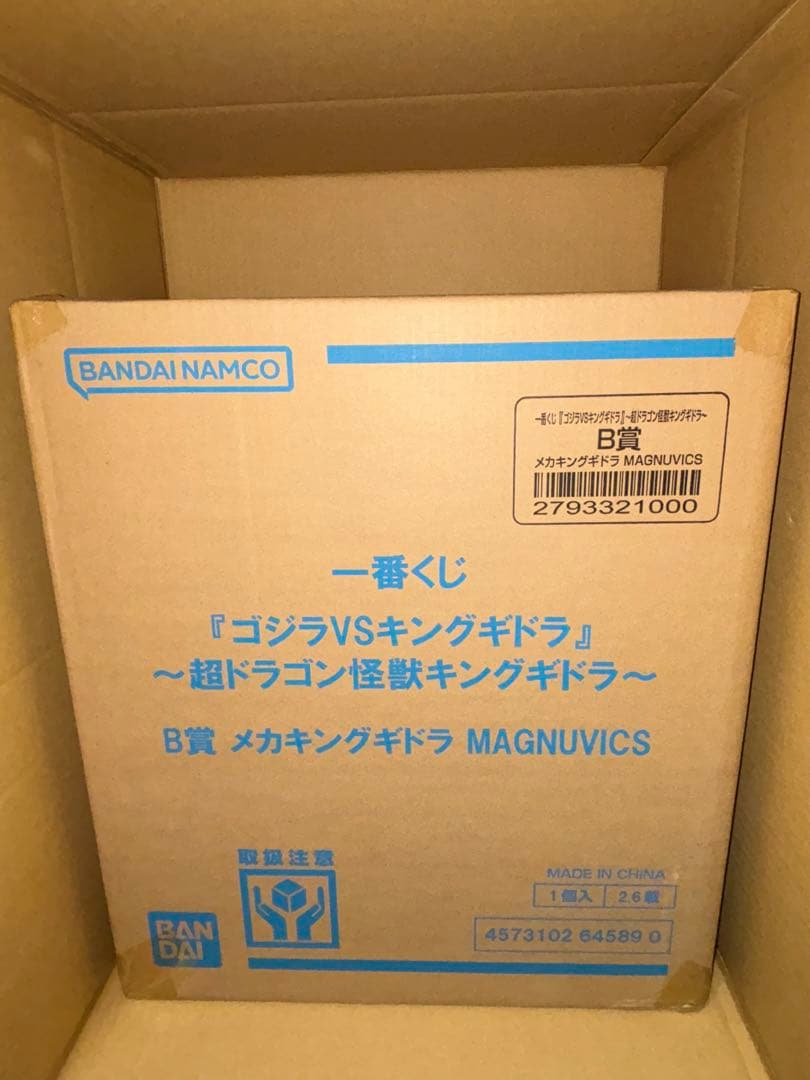 BANDAI NAMCO
一番くじ『ゴジラVSキングギドラ』~超ドラゴン怪獣キングギドラ~
B賞
メカキングギドラ MAGNUVICS
2793321000
一番くじ
『ゴジラVSキングギドラ』
～超ドラゴン怪獣キングギドラ～
B賞 メカキングギドラ MAGNUVICS
取扱注意
MADE IN CHINA
1個入 2.6載
4573102 64589 0
BAN
DAI